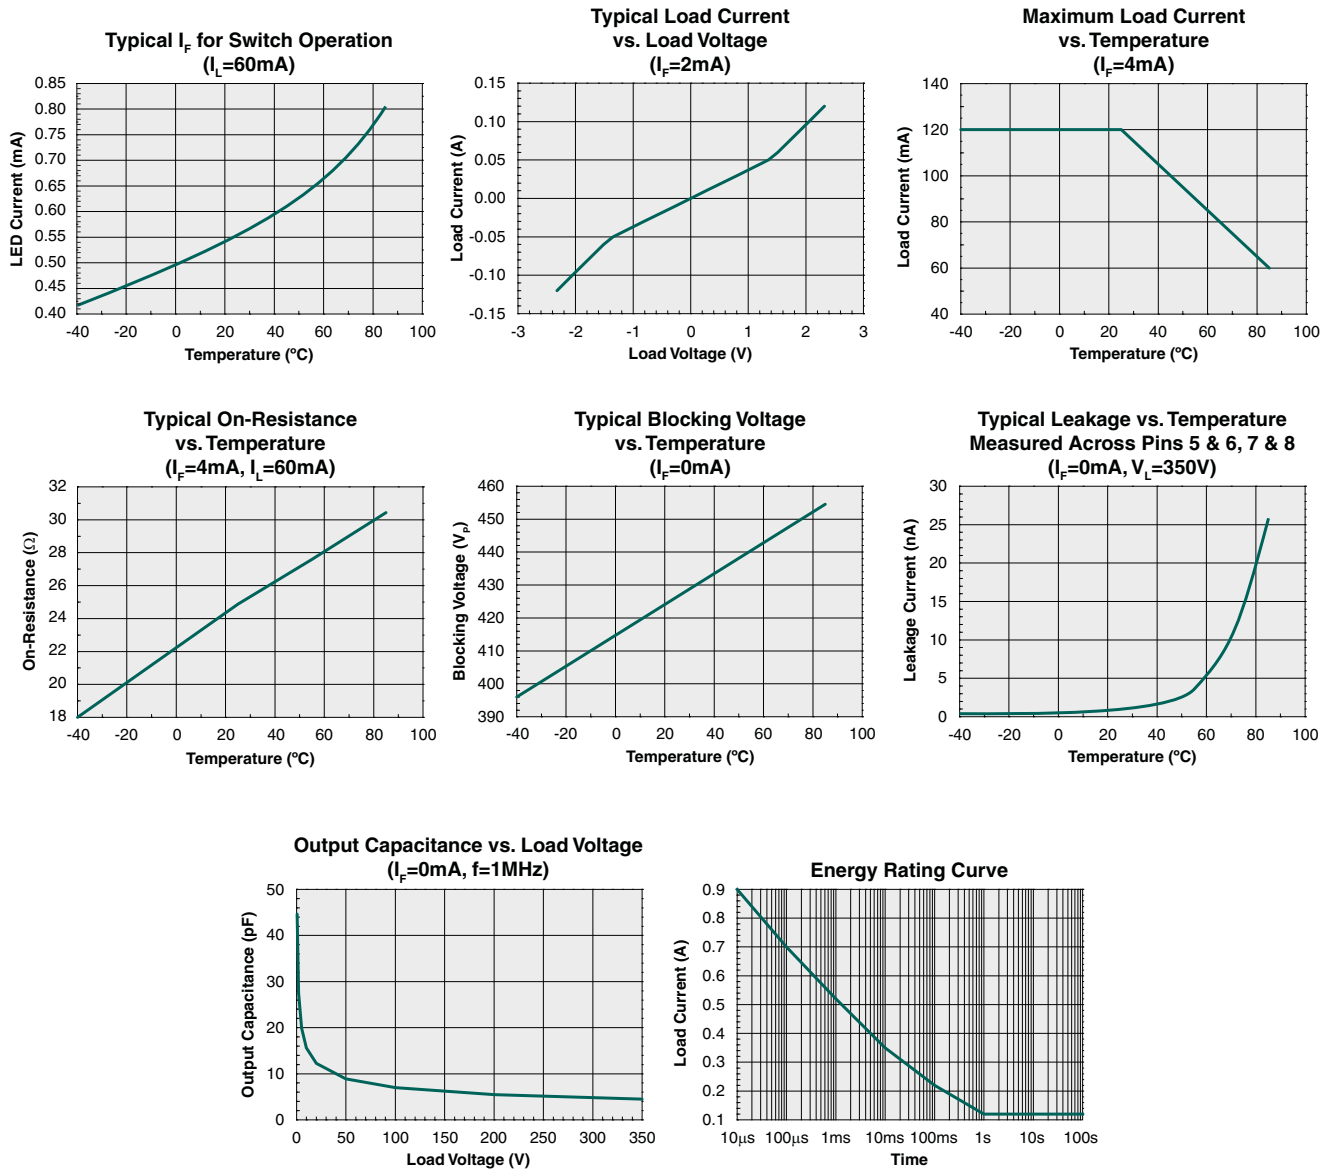 Typical IF for Switch Operation
(IL=60mA)
0.85
0.80
0.75
0.70
0.65
0.60
0.55
0.50
0.45
0.40
LED Current (mA)
-40 -20 0 20 40 60 80 100
Temperature (ºC)
Typical Load Current
vs. Load Voltage
(IF=2mA)
0.15
0.10
0.05
0.00
-0.05
-0.10
-0.15
Load Current (A)
-3 -2 -1 0 1 2 3
Load Voltage (V)
Maximum Load Current
vs. Temperature
(IF=4mA)
140
120
100
80
60
40
Load Current (mA)
-40 -20 0 20 40 60 80 100
Temperature (ºC)
Typical On-Resistance
vs. Temperature
(IF=4mA, IL=60mA)
32
30
28
26
24
22
20
18
On-Resistance (Ω)
-40 -20 0 20 40 60 80 100
Temperature (ºC)
Typical Blocking Voltage
vs. Temperature
(IF=0mA)
460
450
440
430
420
410
400
390
Blocking Voltage (VP)
-40 -20 0 20 40 60 80 100
Temperature (ºC)
Typical Leakage vs. Temperature
Measured Across Pins 5 & 6, 7 & 8
(IF=0mA, VL=350V)
30
25
20
15
10
5
0
Leakage Current (nA)
-40 -20 0 20 40 60 80 100
Temperature (ºC)
Output Capacitance vs. Load Voltage
(IF=0mA, f=1MHz)
50
40
30
20
10
0
Output Capacitance (pF)
0 50 100 150 200 250 300 350
Load Voltage (V)
Energy Rating Curve
0.9
0.8
0.7
0.6
0.5
0.4
0.3
0.2
0.1
Load Current (A)
10µs 100µs 1ms 10ms 100ms 1s 10s 100s
Time